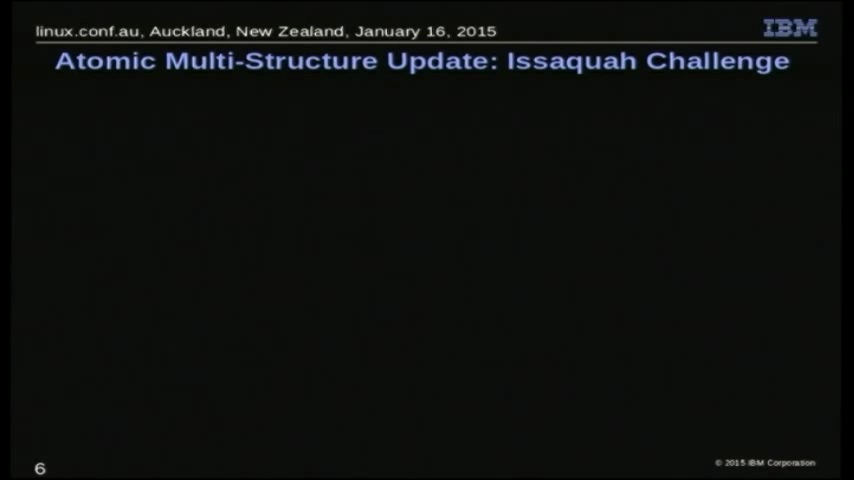 linux.conf.au, Auckland, New Zealand, January 16, 2015
IBM
Atomic Multi-Structure Update: Issaquah Challenge
6
© 2015 IBM Corporation